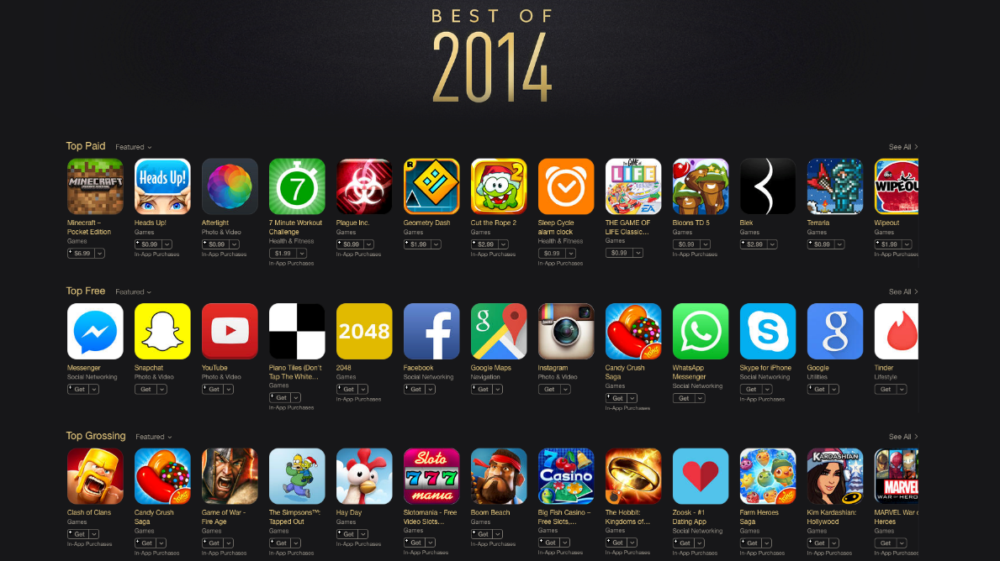 BEST OF
2014
Top Paid Featured See All
MINECRAFT Heads Up! 7 2 THE GAME OF LIFE EA abc WIPEOU
Minecraft – Heads Up! Afterlight 7 Minute Workout Plague Inc. Geometry Dash Cut the Rope 2 Sleep Cycle THE GAME OF Bloons TD 5 Blek Terraria Wipeout
Pocket Edition Games Photo & Video Challenge Games Games Games alarm clock LIFE Classic... Games Games Games Games
Games Health & Fitness Health & Fitness Games
+ $6.99 + $0.99 + $0.99 $1.99 + $0.99 + $1.99 + $2.99 $0.99 $0.99 $0.99 + $2.99 + $0.99 + $1.99
In-App Purchases In-App Purchases In-App Purchases In-App Purchases In-App Purchases In-App Purchases In-App Purchases In-App Purchases
Top Free Featured See All
2048 f g King g
Messenger Snapchat YouTube Piano Tiles (Don't 2048 Facebook Google Maps Instagram Candy Crush WhatsApp Skype for iPhone Google Tinder
Social Networking Photo & Video Photo & Video Tap The White... Games Social Networking Navigation Photo & Video Saga Messenger Social Networking Utilities Lifestyle
Games Games Social Networking
+ Get Get + Get + Get + Get + Get + Get Get + Get Get Get + Get Get
In-App Purchases In-App Purchases In-App Purchases In-App Purchases
Top Grossing Featured See All
King Sloto 777 mania 7 Casino King KARDASHIAN MARVEL WAR OF HERO
Clash of Clans Candy Crush Game of War - The Simpsons™: Hay Day Slotomania - Free Boom Beach Big Fish Casino – The Hobbit: Zoosk - #1 Farm Heroes Kim Kardashian: MARVEL War o
Games Saga Fire Age Tapped Out Games Video Slots... Games Free Slots,... Kingdoms of... Dating App Saga Hollywood Heroes
Games Games Games Games Games Games Social Networking Games Games Games
+ Get + Get + Get + Get + Get + Get + Get + Get + Get Get + Get + Get Get
In-App Purchases In-App Purchases In-App Purchases In-App Purchases In-App Purchases In-App Purchases In-App Purchases In-App Purchases In-App Purchases In-App Purchases In-App Purchases In-App Purchases In-App Purchases